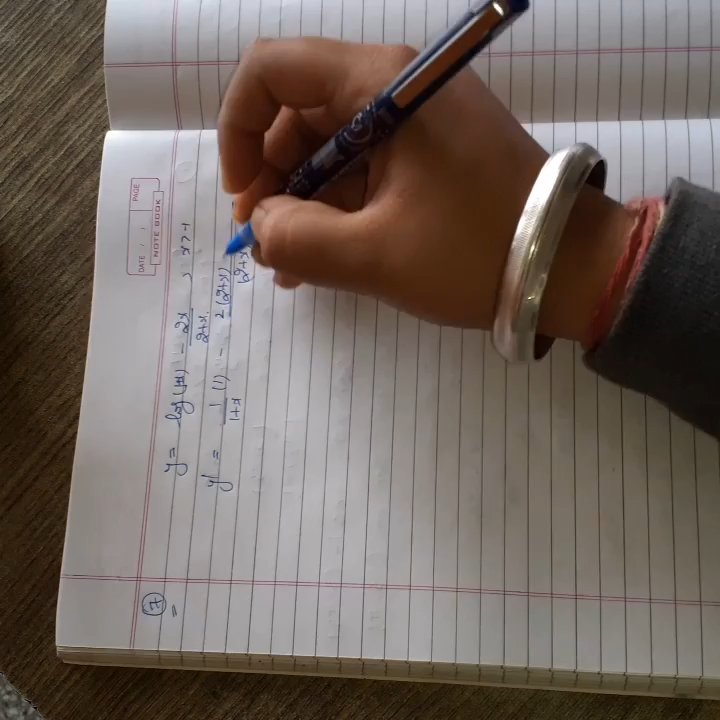 PAGE
DATE / /
NOTE BOOK
7
y = log(1+x) - 2x/2+x , x>-1
y' = 1/1+x (1) - 2(2+x)